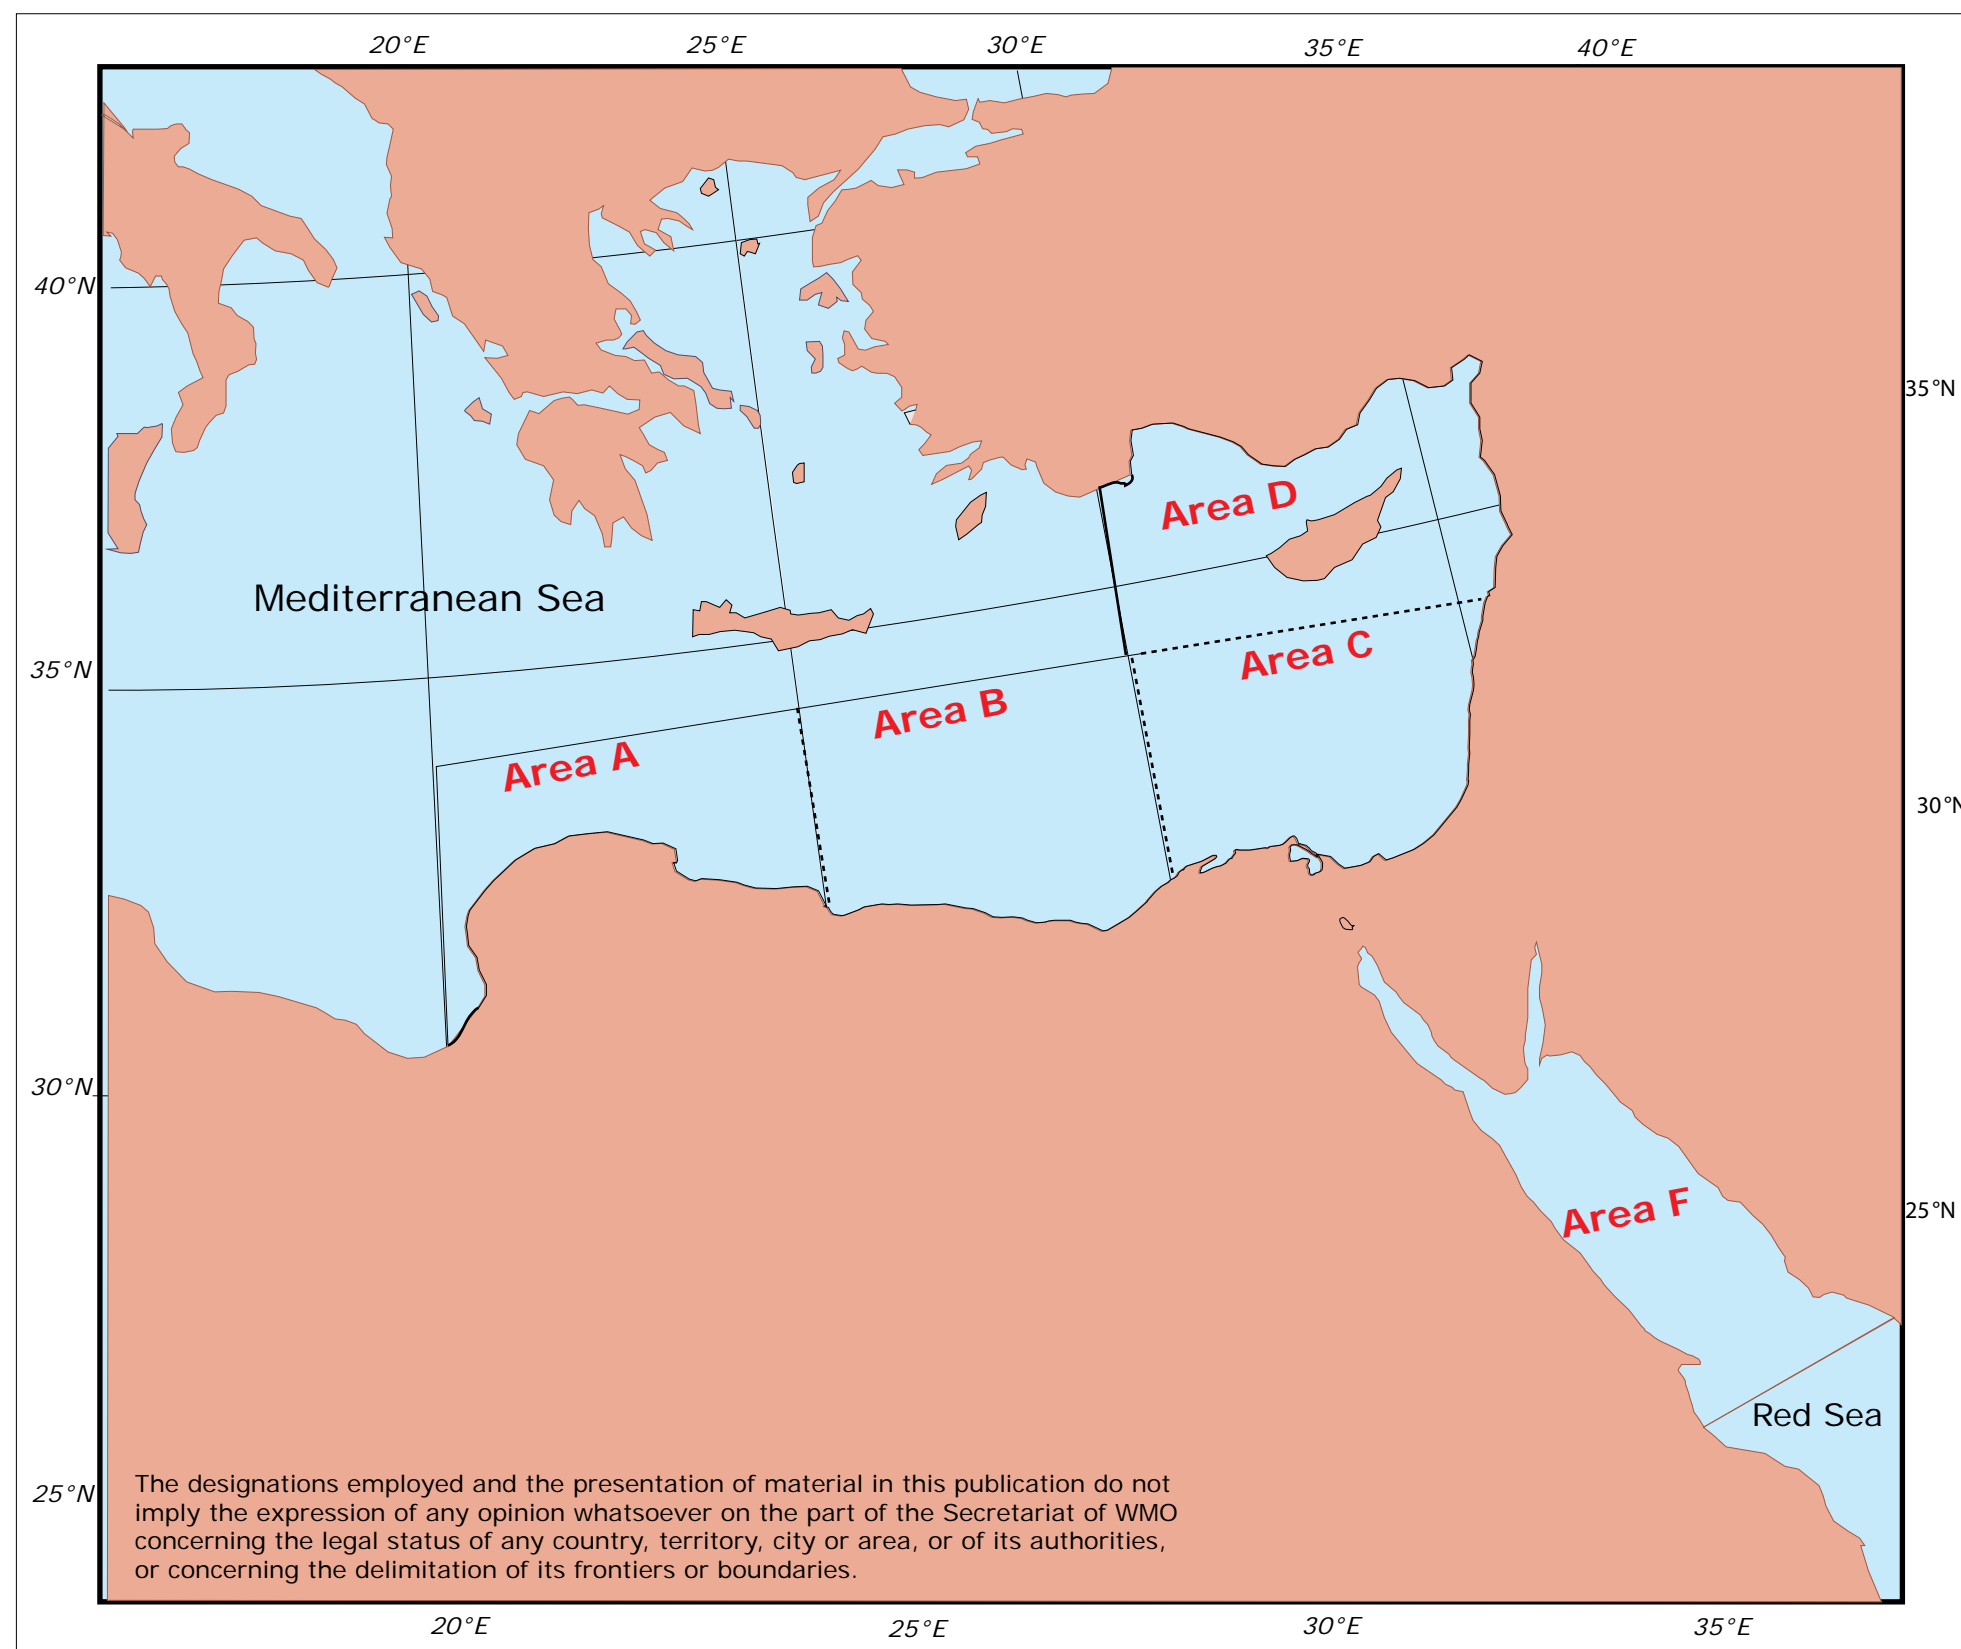 20°E 25°E 30°E 35°E 40°E
40°N
35°N
Area D
Mediterranean Sea
Area C
35°N
Area B
Area A
30°N
30°N
Area F
25°N
Red Sea
25°N
The designations employed and the presentation of material in this publication do not
imply the expression of any opinion whatsoever on the part of the Secretariat of WMO
concerning the legal status of any country, territory, city or area, or of its authorities,
or concerning the delimitation of its frontiers or boundaries.
20°E 25°E 30°E 35°E